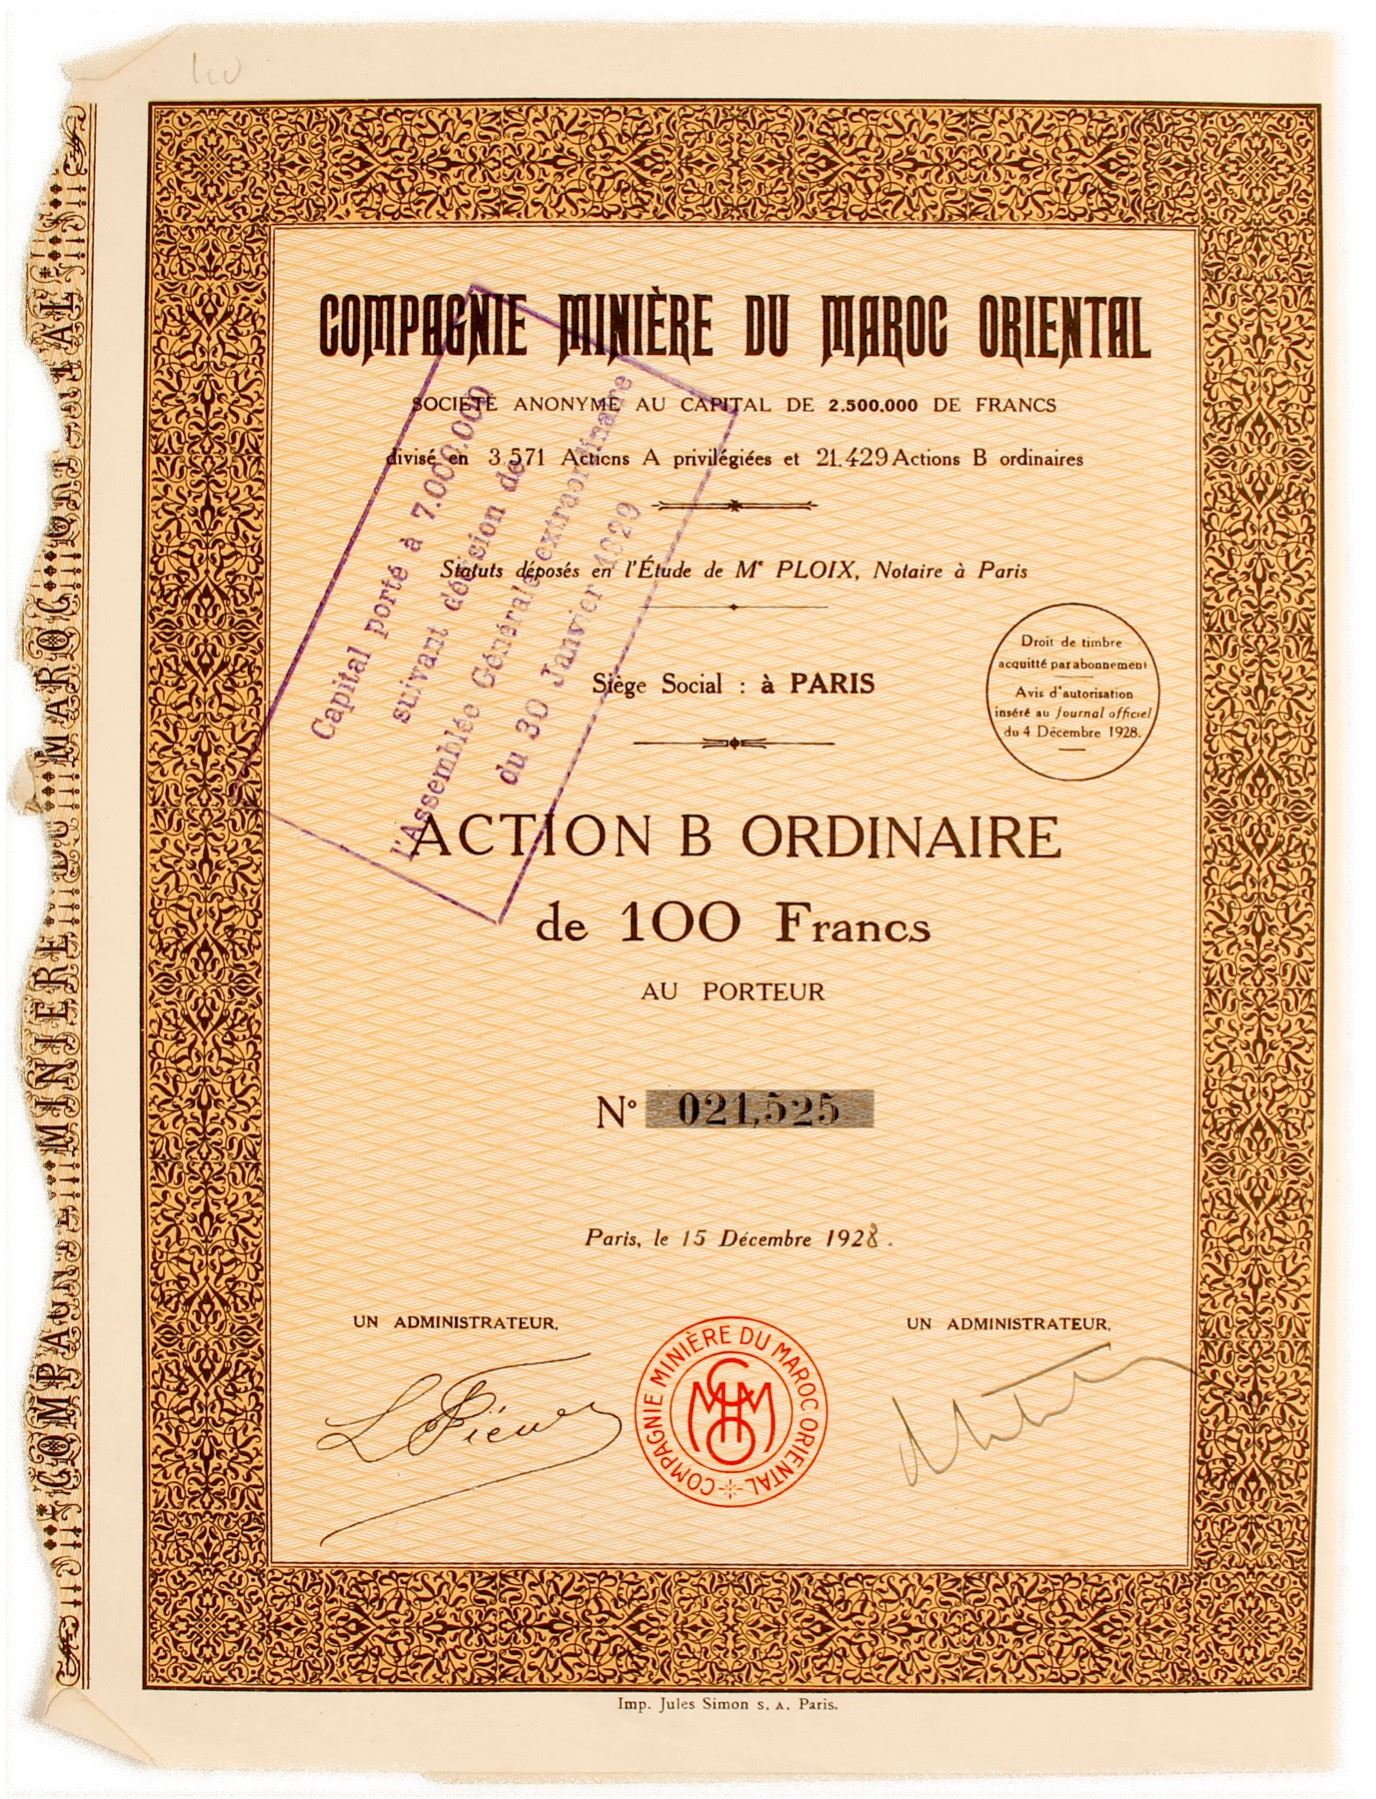 COMPAGNIE MINIÈRE DU MAROC ORIENTAL
COMPAGNIE MINIÈRE DU MAROC ORIENTAL
SOCIÉTÉ ANONYME AU CAPITAL DE 2.500.000 DE FRANCS
divisé en 3.571 Actions A privilégiées et 21.429 Actions B ordinaires
Capital porté à 7.000.000
suivant décision de
l'Assemblée Générale extraordinaire
du 30 Janvier 1929
Statuts déposés en l'Étude de Me PLOIX, Notaire à Paris
Siège Social : à PARIS
Droit de timbre
acquitté par abonnement
Avis d'autorisation
inséré au Journal officiel
du 4 Décembre 1928.
ACTION B ORDINAIRE
de 100 Francs
AU PORTEUR
N° 021,525
Paris, le 15 Décembre 1928.
UN ADMINISTRATEUR,
UN ADMINISTRATEUR,
COMPAGNIE MINIÈRE DU MAROC ORIENTAL
CMMO
Imp. Jules Simon S. A. Paris.